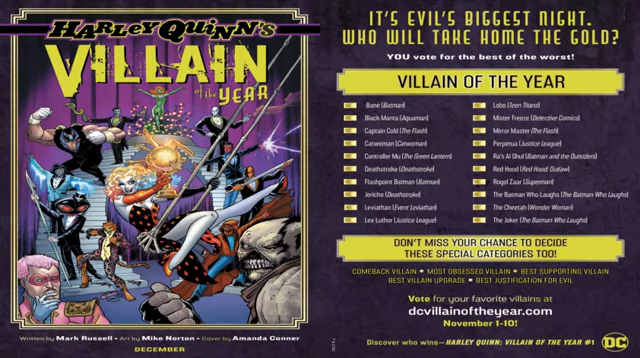 HARLEY QUINN'S
VILLAIN
of the
YEAR
Written by Mark Russell • Art by Mike Norton • Cover by Amanda Conner
DECEMBER
IT'S EVIL'S BIGGEST NIGHT.
WHO WILL TAKE HOME THE GOLD?
YOU vote for the best of the worst!
VILLAIN OF THE YEAR
Bane (Batman)
Black Manta (Aquaman)
Captain Cold (The Flash)
Catwoman (Catwoman)
Controller Mu (The Green Lantern)
Deathstroke (Deathstroke)
Flashpoint Batman (Batman)
Jericho (Deathstroke)
Leviathan (Event Leviathan)
Lex Luthor (Justice League)
Lobo (Teen Titans)
Mister Freeze (Detective Comics)
Mirror Master (The Flash)
Perpetua (Justice League)
Ra's Al Ghul (Batman and the Outsiders)
Red Hood (Red Hood: Outlaw)
Rogol Zaar (Superman)
The Batman Who Laughs (The Batman Who Laughs)
The Cheetah (Wonder Woman)
The Joker (The Batman Who Laughs)
DON'T MISS YOUR CHANCE TO DECIDE
THESE SPECIAL CATEGORIES TOO!
COMEBACK VILLAIN • MOST OBSESSED VILLAIN • BEST SUPPORTING VILLAIN
BEST VILLAIN UPGRADE • BEST JUSTIFICATION FOR EVIL
Vote for your favorite villains at
dcvillainoftheyear.com
November 1-10!
Discover who wins—HARLEY QUINN: VILLAIN OF THE YEAR #1
DC